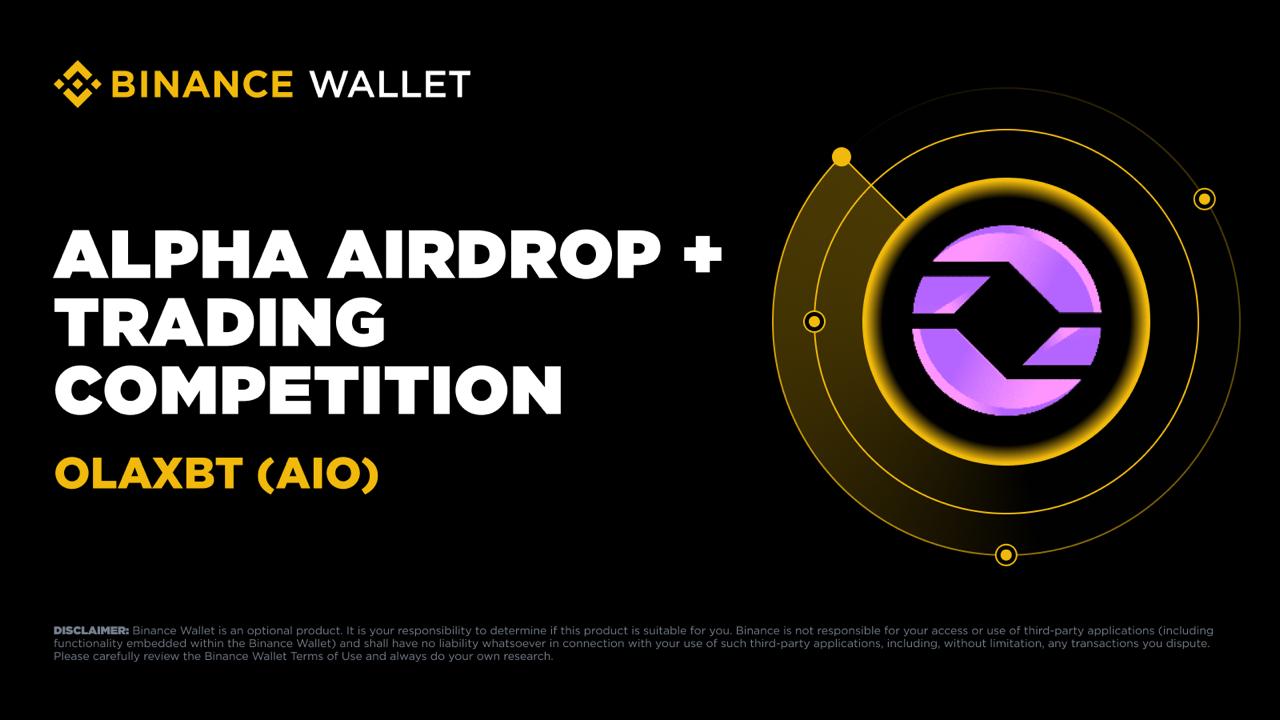 BINANCE WALLET
ALPHA AIRDROP +
TRADING
COMPETITION
OLAXBT (AIO)
DISCLAIMER: Binance Wallet is an optional product. It is your responsibility to determine if this product is suitable for you. Binance is not responsible for your access or use of third-party applications (including
functionality embedded within the Binance Wallet) and shall have no liability whatsoever in connection with your use of such third-party applications, including, without limitation, any transactions you dispute.
Please carefully review the Binance Wallet Terms of Use and always do your own research.